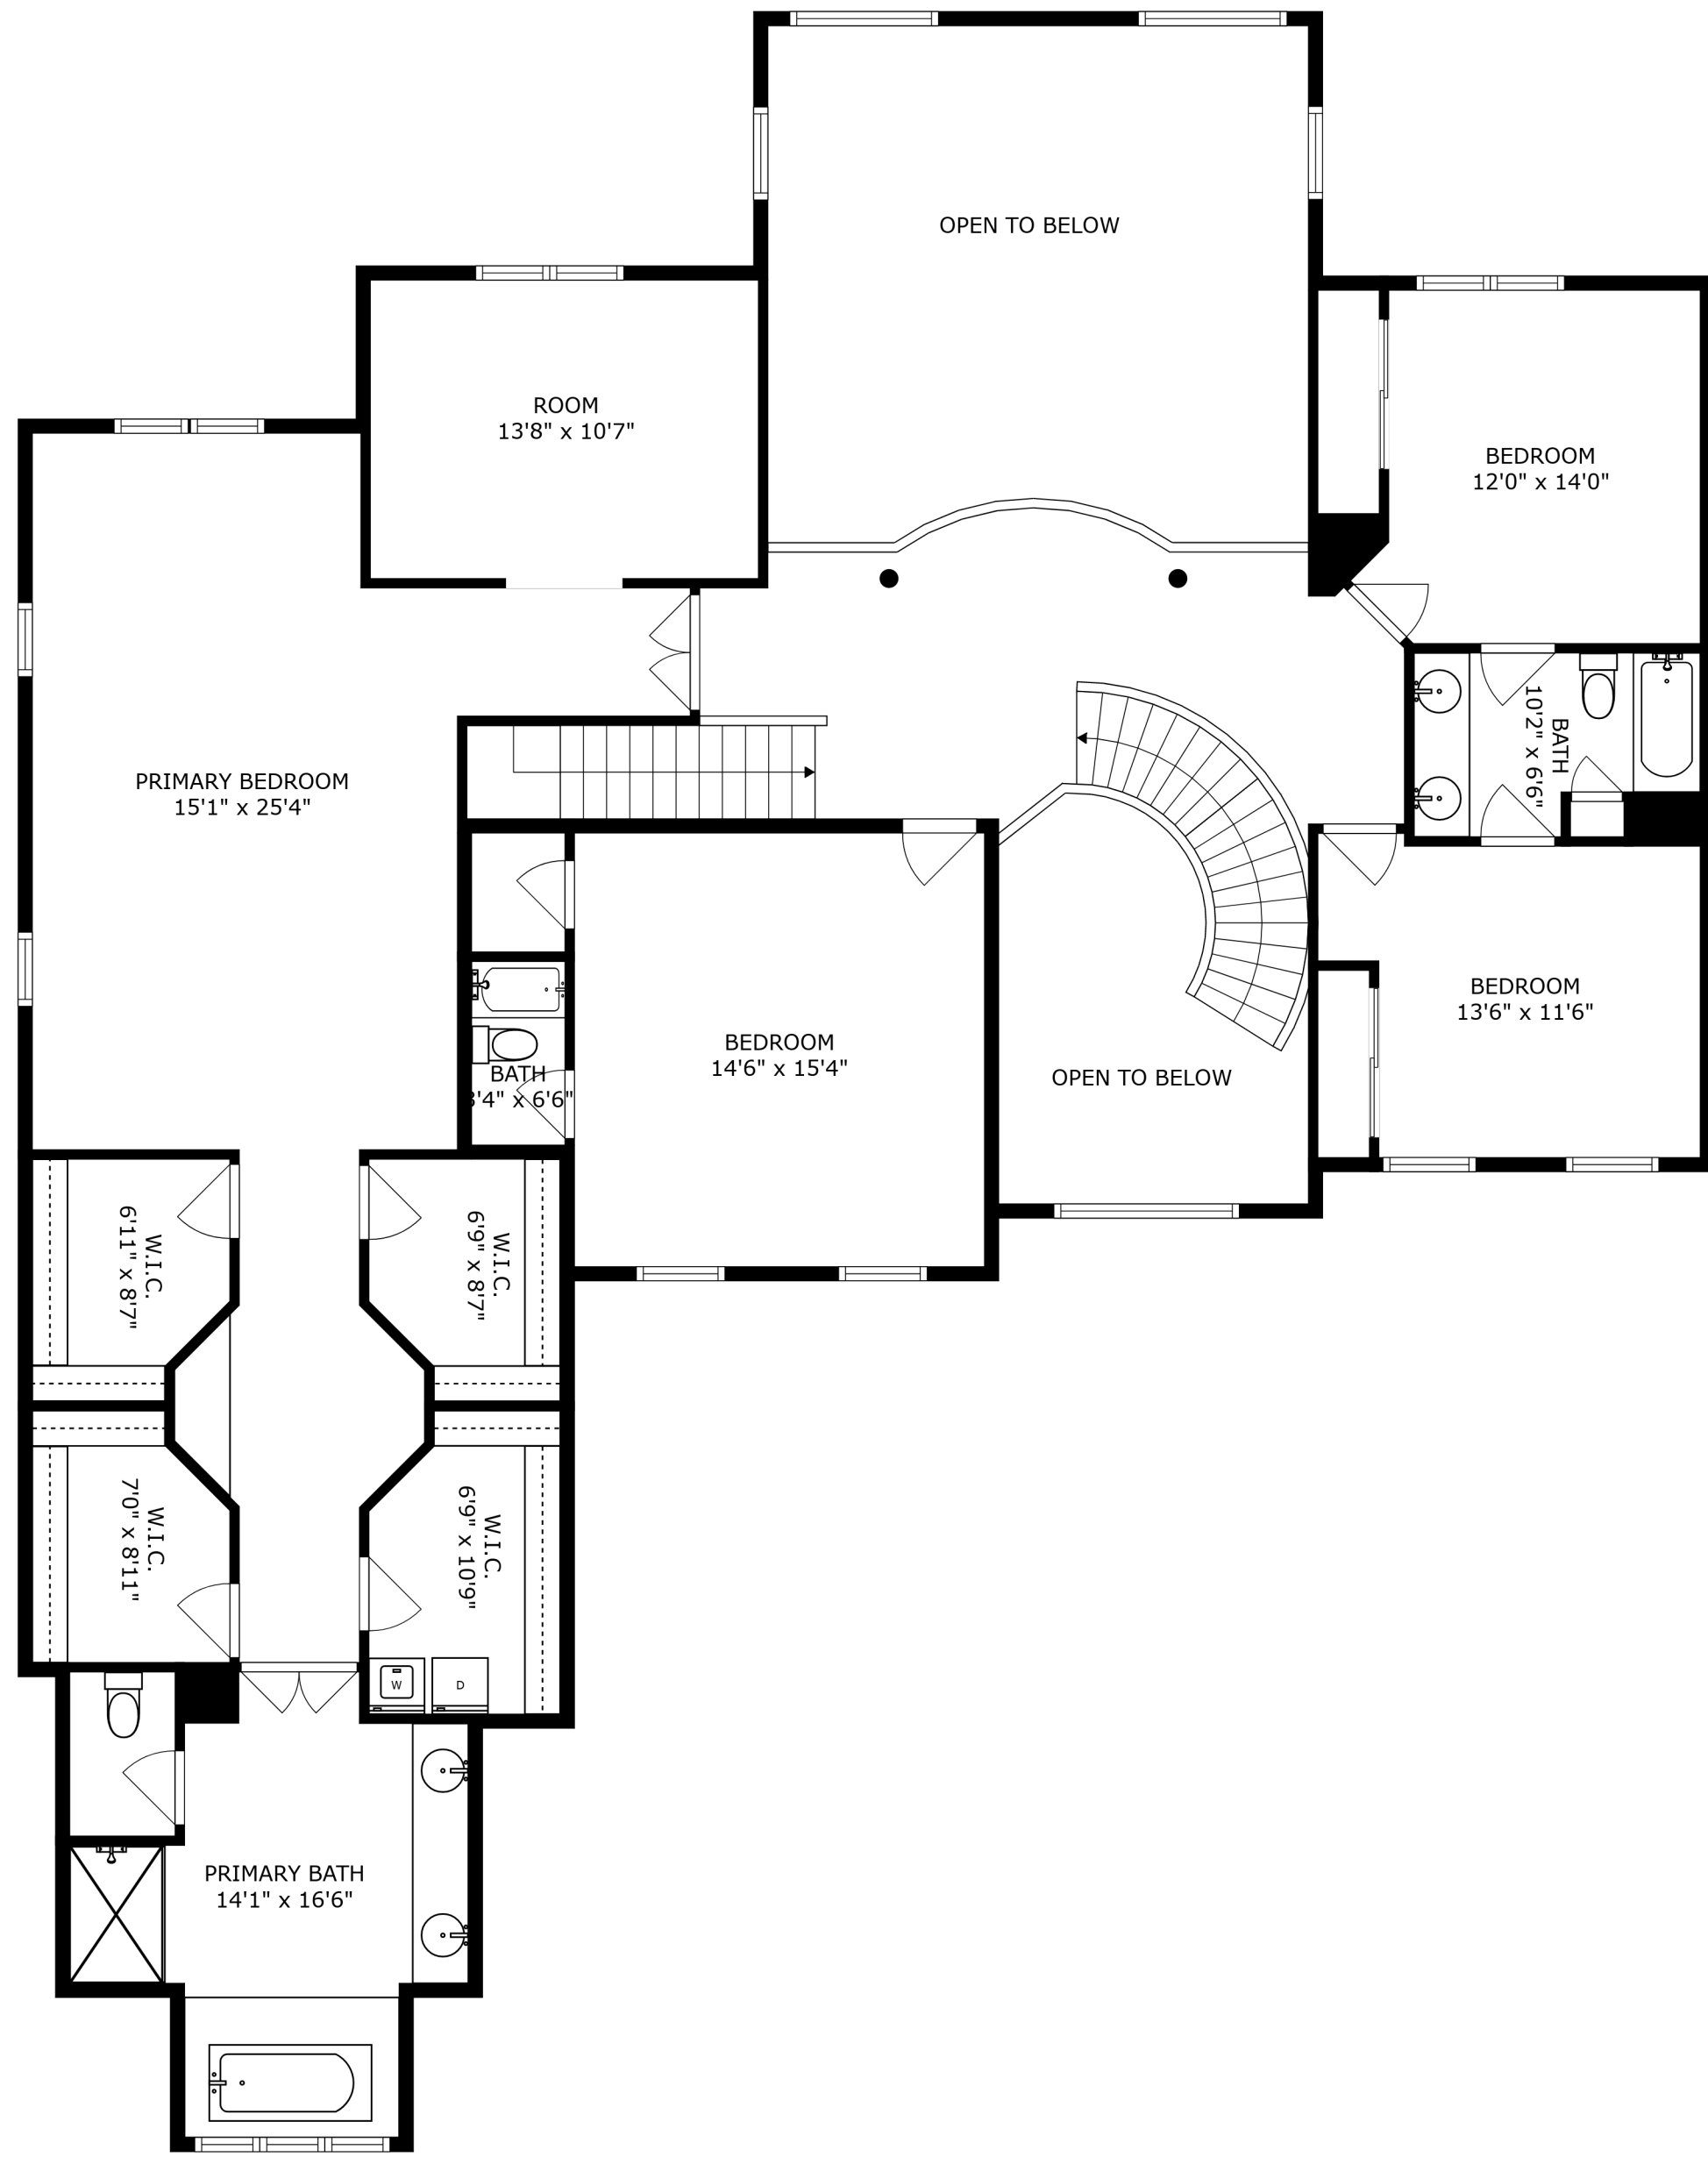 OPEN TO BELOW
ROOM
13'8" x 10'7"
BEDROOM
12'0" x 14'0"
PRIMARY BEDROOM
15'1" x 25'4"
BATH
10'2" x 6'6"
BEDROOM
13'6" x 11'6"
BEDROOM
14'6" x 15'4"
BATH
3'4" x 6'6"
OPEN TO BELOW
W.I.C.
6'11" x 8'7"
W.I.C.
6'9" x 8'7"
W.I.C.
7'0" x 8'11"
W.I.C.
6'9" x 10'9"
W
D
PRIMARY BATH
14'1" x 16'6"